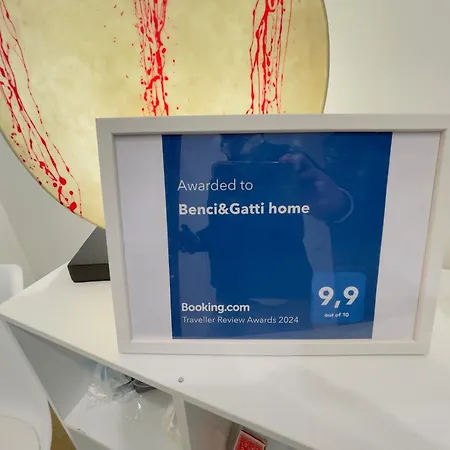 Awarded to
Benci&Gatti home
Booking.com
Traveller Review Awards 2024
9,9
out of 10